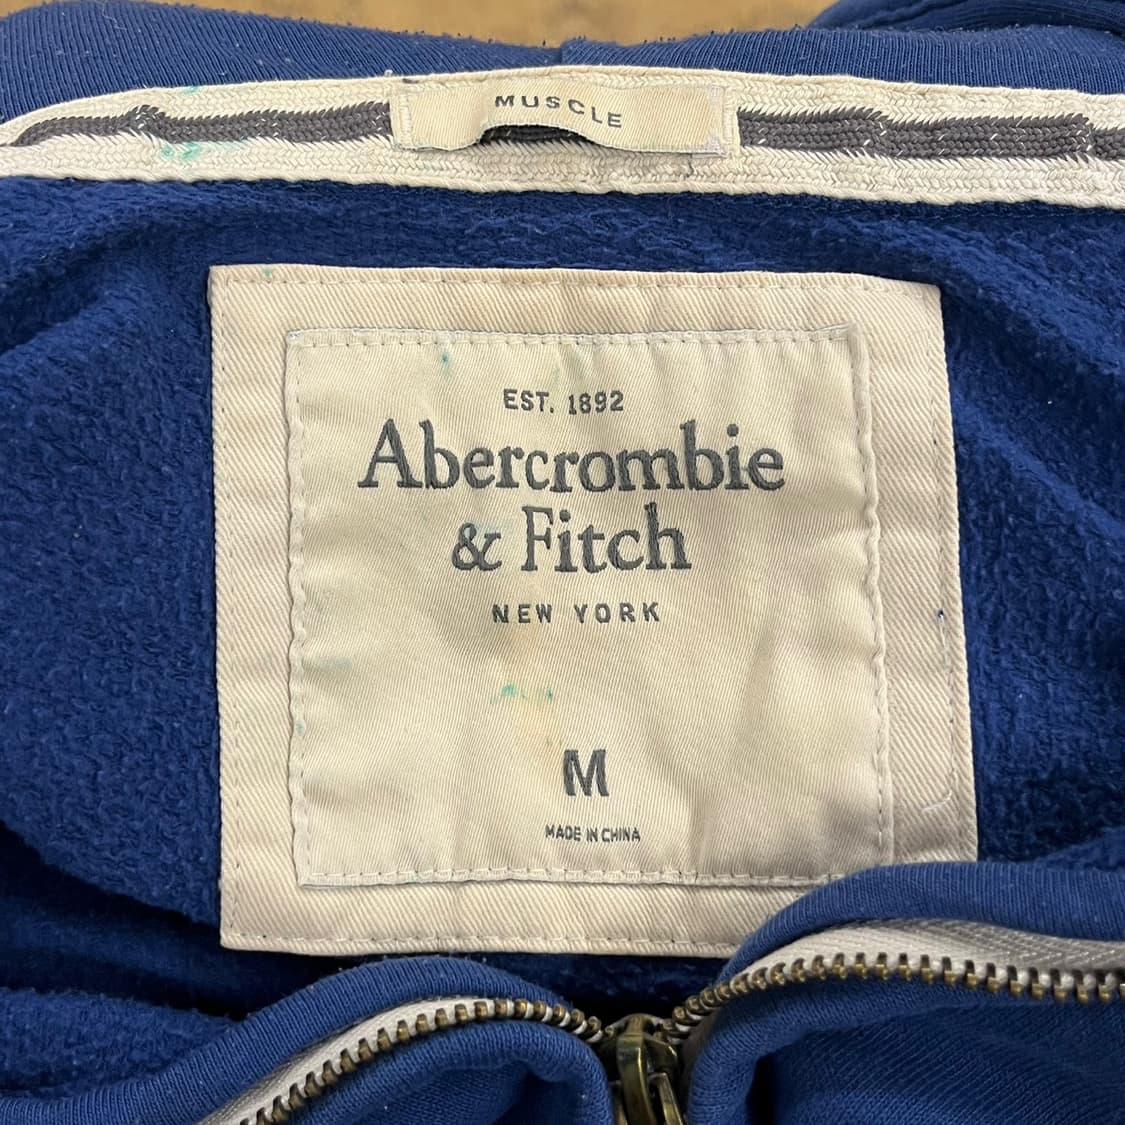 MUSCLE
EST. 1892
Abercrombie
& Fitch
NEW YORK
M
MADE IN CHINA